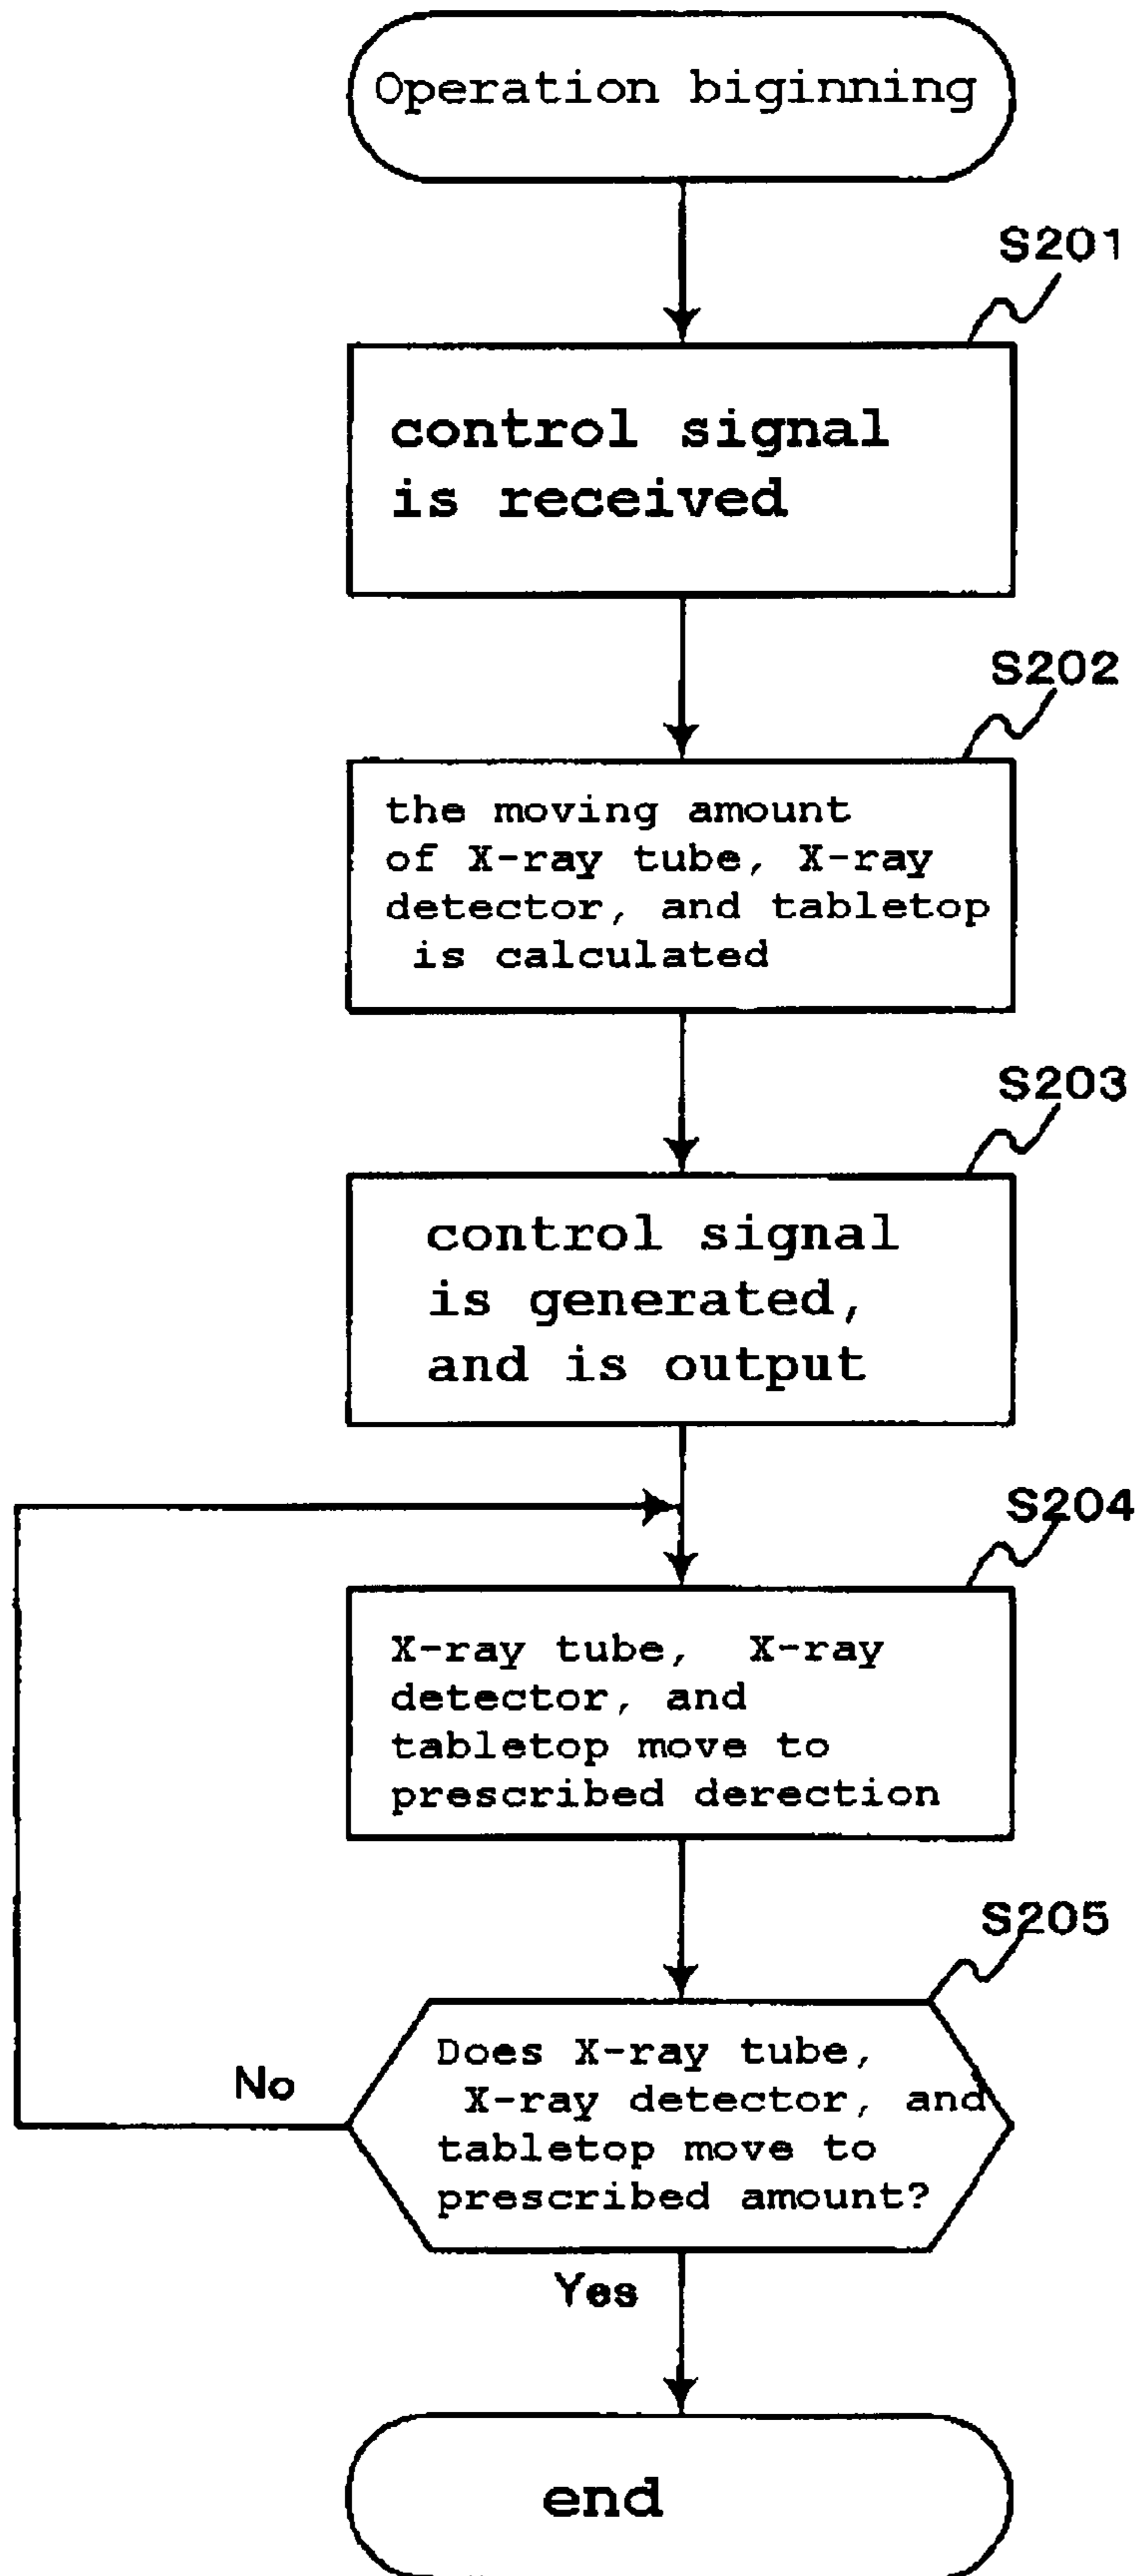 Operation biginning
S201
control signal
is received
S202
the moving amount
of X-ray tube, X-ray
detector, and tabletop
is calculated
S203
control signal
is generated,
and is output
S204
X-ray tube, X-ray
detector, and
tabletop move to
prescribed derection
S205
Does X-ray tube,
X-ray detector, and
tabletop move to
prescribed amount?
No
Yes
end